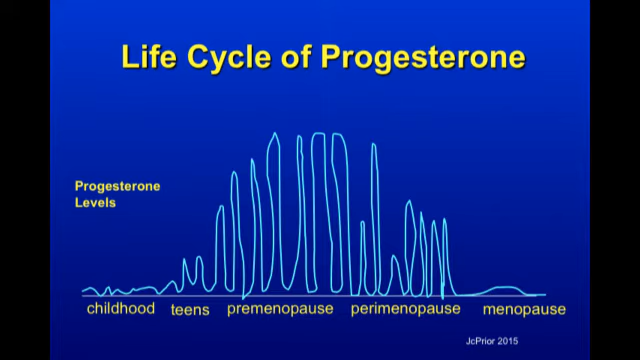 Life Cycle of Progesterone
Progesterone
Levels
childhood teens premenopause perimenopause menopause
JcPrior 2015